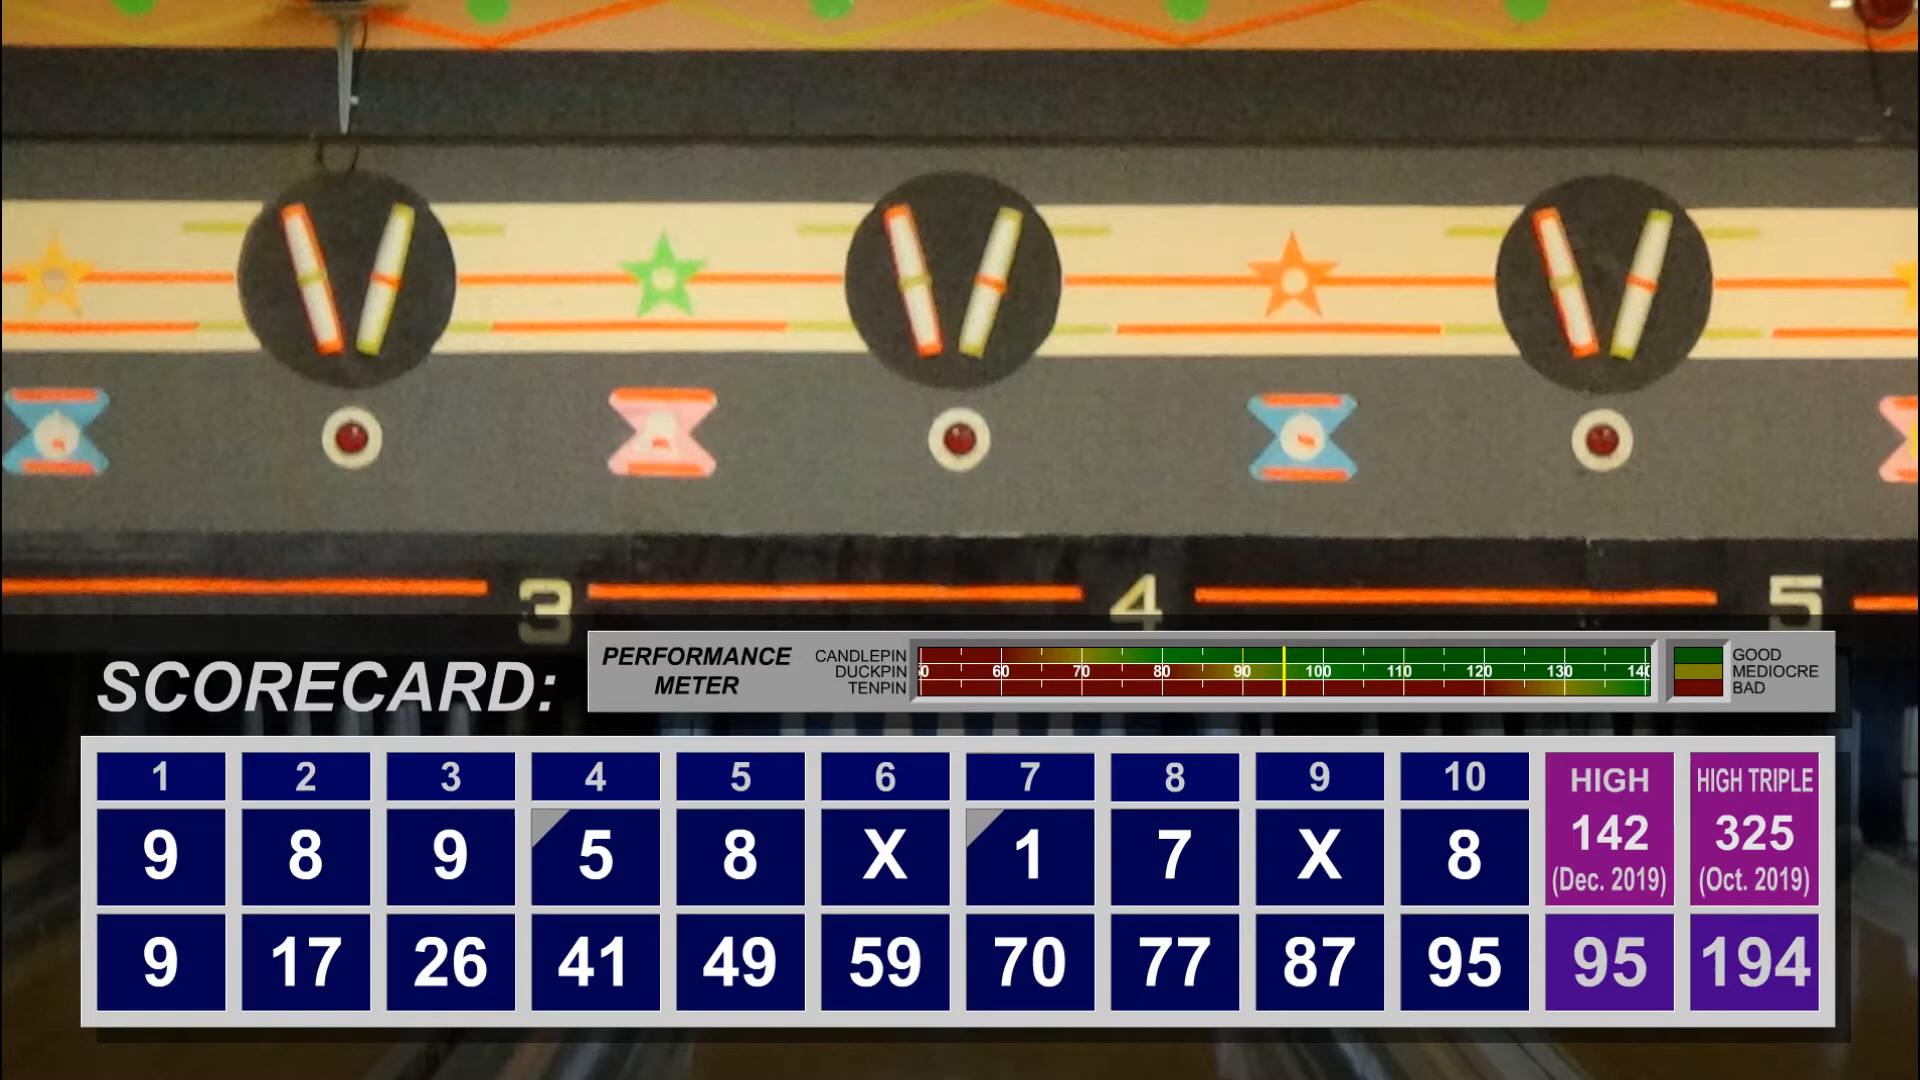 3 4 5
SCORECARD:
PERFORMANCE
METER
CANDLEPIN
DUCKPIN
TENPIN
60 70 80 90 100 110 120 130
GOOD
MEDIOCRE
BAD
1 2 3 4 5 6 7 8 9 10 HIGH HIGH TRIPLE
9 8 9 5 8 X 1 7 X 8 142 325
(Dec. 2019) (Oct. 2019)
9 17 26 41 49 59 70 77 87 95 95 194